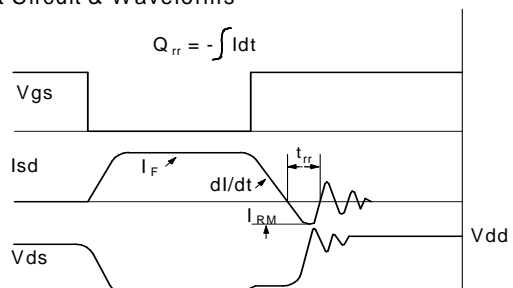 t Circuit & Waveforms
Q rr = - ∫ Idt
Vgs
Isd
I F
t rr
dI/dt
I RM
Vds
Vdd